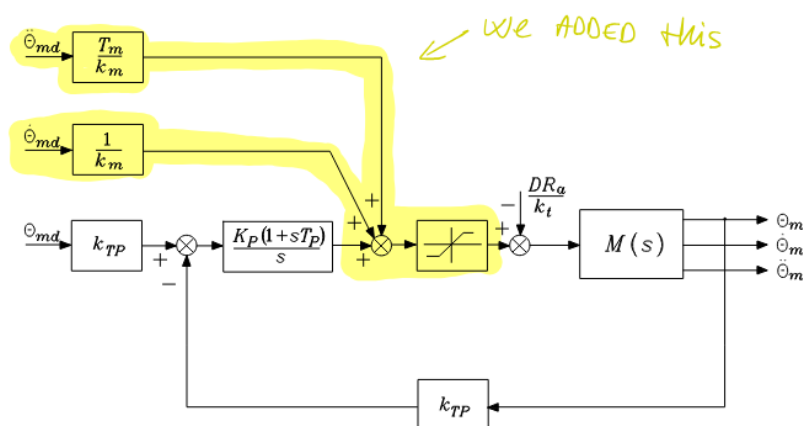 we ADDED this
Θ̈md
Tm
km
Θ̇md
1
km
+
+
+
Θmd
kTP
+
−
KP(1+sTP)
s
−
DRa
kt
+
M(s)
Θm
Θ̇m
Θ̈m
kTP